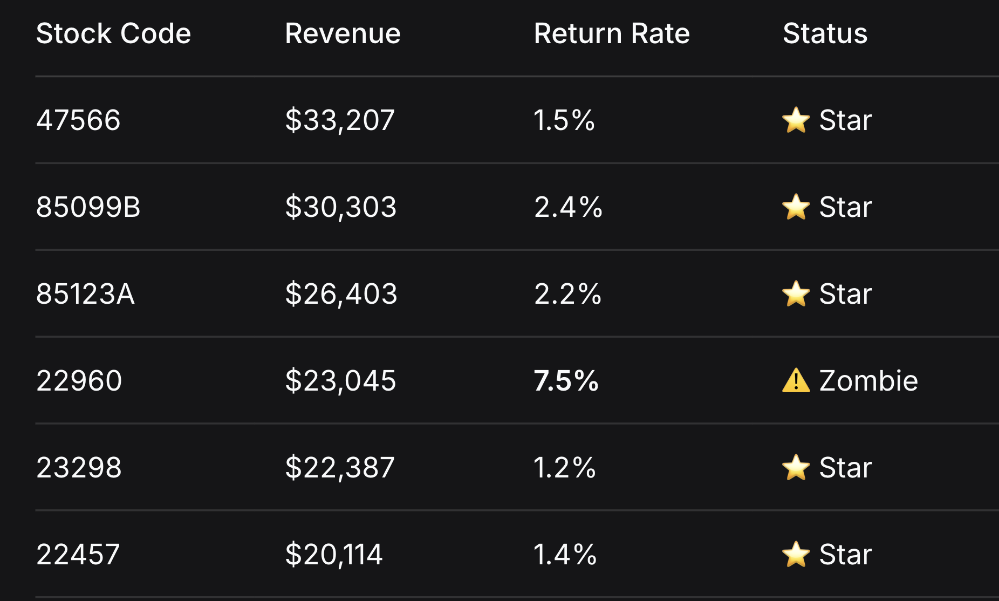 Stock Code Revenue Return Rate Status
47566 $33,207 1.5% ⭐ Star
85099B $30,303 2.4% ⭐ Star
85123A $26,403 2.2% ⭐ Star
22960 $23,045 7.5% ⚠️ Zombie
23298 $22,387 1.2% ⭐ Star
22457 $20,114 1.4% ⭐ Star